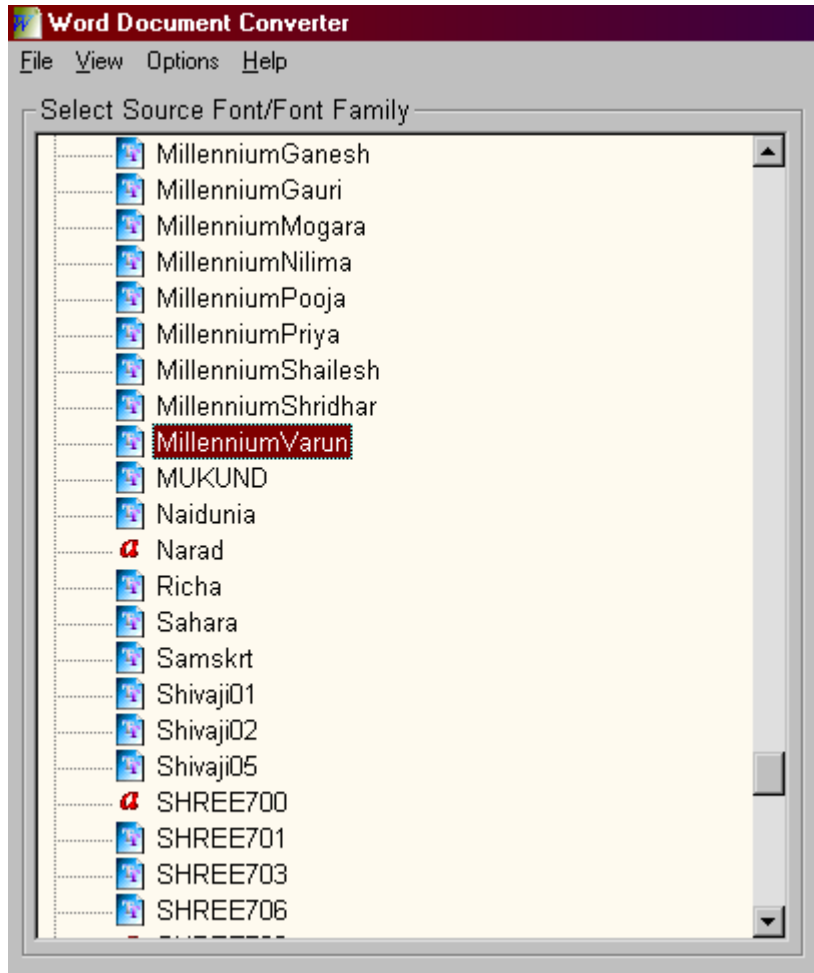 Word Document Converter
File View Options Help
Select Source Font/Font Family
MillenniumGanesh
MillenniumGauri
MillenniumMogara
MillenniumNilima
MillenniumPooja
MillenniumPriya
MillenniumShailesh
MillenniumShridhar
MillenniumVarun
MUKUND
Naidunia
Narad
Richa
Sahara
Samskrt
Shivaji01
Shivaji02
Shivaji05
SHREE700
SHREE701
SHREE703
SHREE706